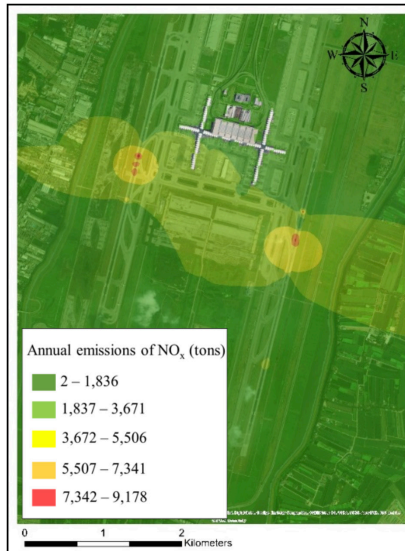 N
W E
S
Annual emissions of NOₓ (tons)
2 – 1,836
1,837 – 3,671
3,672 – 5,506
5,507 – 7,341
7,342 – 9,178
0 1 2
Kilometers